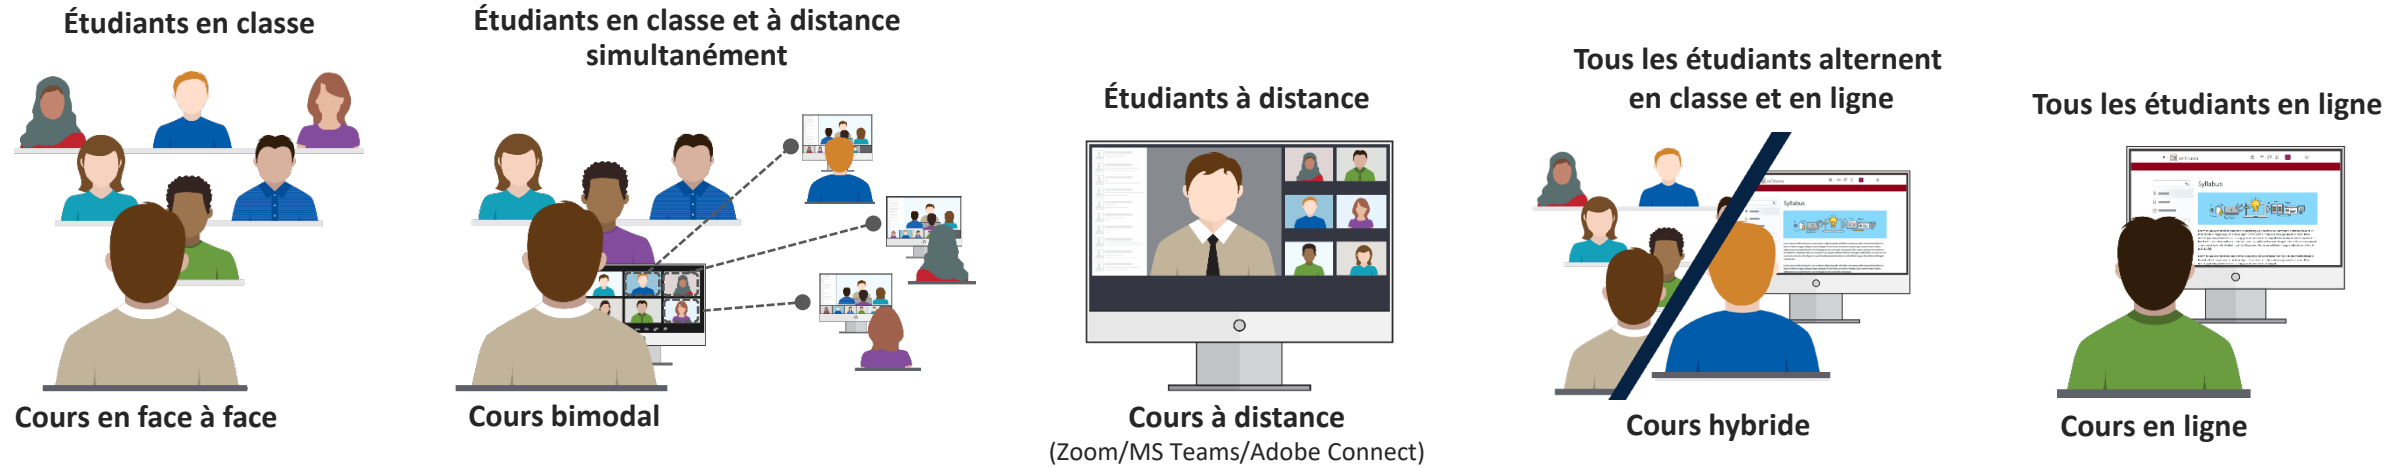 Étudiants en classe
Cours en face à face
Étudiants en classe et à distance
simultanément
Cours bimodal
Étudiants à distance
Cours à distance
(Zoom/MS Teams/Adobe Connect)
Tous les étudiants alternent
en classe et en ligne
Syllabus
Cours hybride
Tous les étudiants en ligne
Syllabus
Cours en ligne